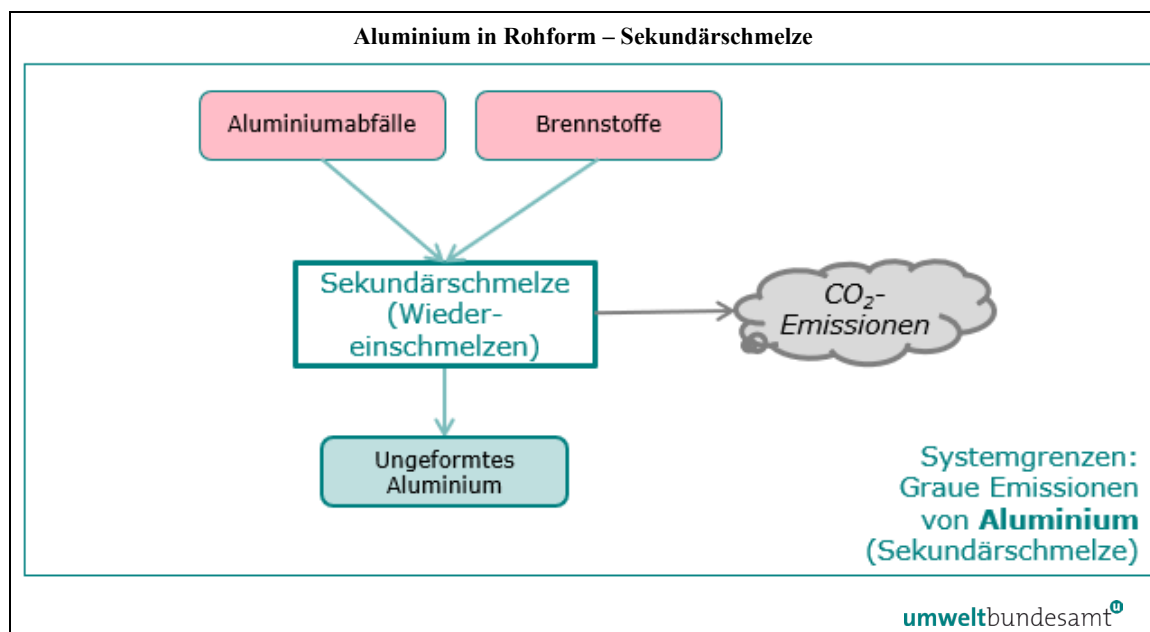 Aluminium in Rohform – Sekundärschmelze
Aluminiumabfälle
Brennstoffe
Sekundärschmelze
(Wieder-
einschmelzen)
CO₂-
Emissionen
Ungeformtes
Aluminium
Systemgrenzen:
Graue Emissionen
von Aluminium
(Sekundärschmelze)
umweltbundesamt ᵘ